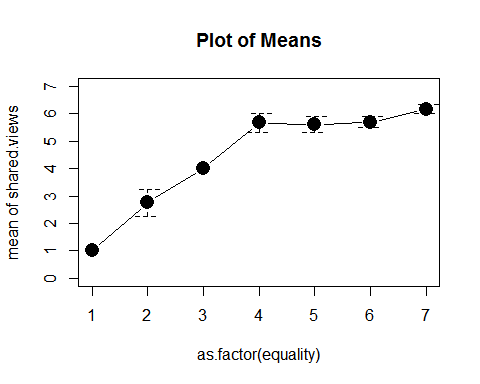 Plot of Means
mean of shared.views
7
6
5
4
3
2
1
0
1 2 3 4 5 6 7
as.factor(equality)